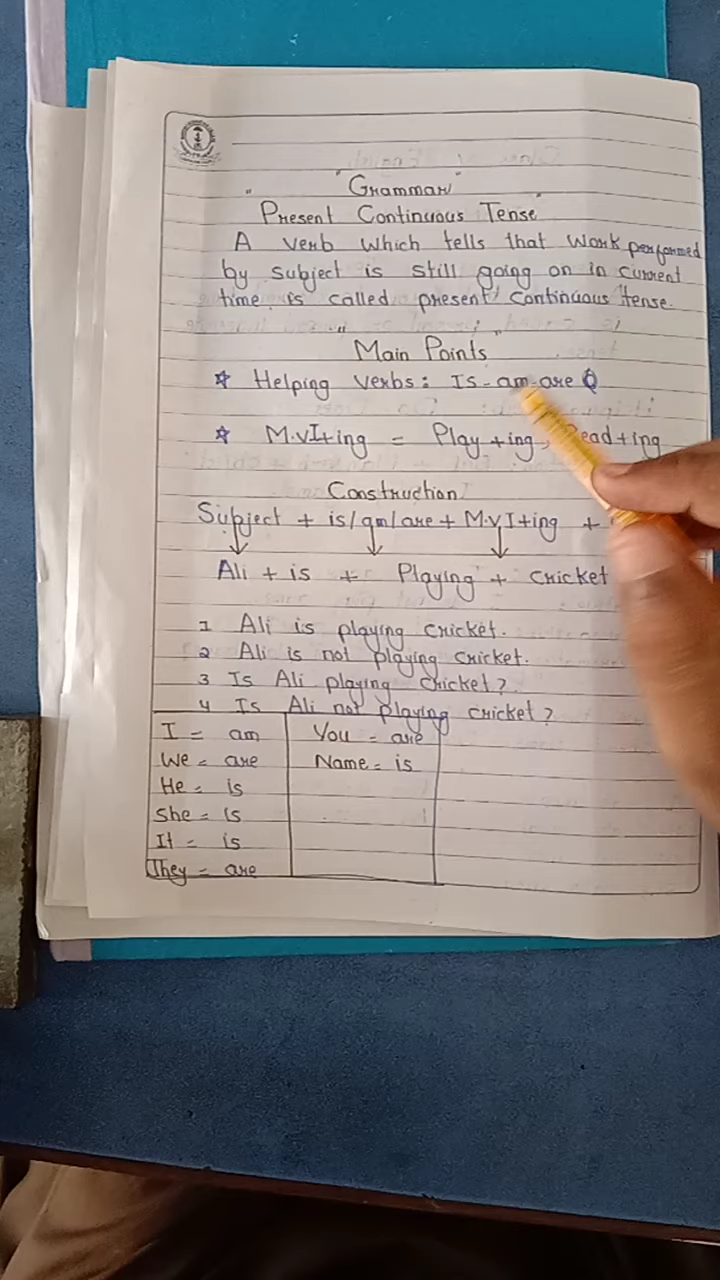 "Grammar"
"Present Continuous Tense"
A verb which tells that work performed
by subject is still going on in current
time is called present continuous tense.
"Main Points"
☆ Helping verbs: Is-am-are
☆ M.vI+ing = Play+ing, Read+ing
Construction
Subject + is/am/are + M.vI+ing +
Ali + is + Playing + cricket
1 Ali is playing cricket.
2 Ali is not playing cricket.
3 Is Ali playing cricket?
4 Is Ali not playing cricket?
I = am You = are
We = are Name = is
He = is
She = is
It = is
They = are